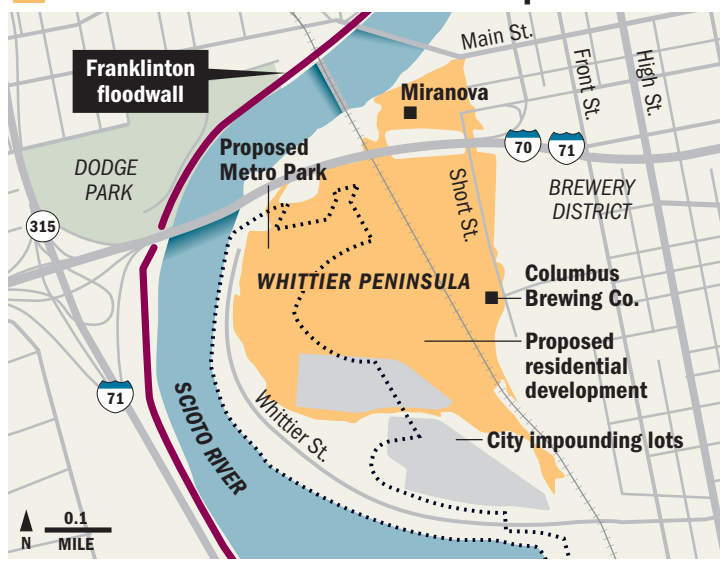 Main St.
Franklinton
floodwall
Front St.
High St.
Miranova
Proposed
Metro Park
70
71
DODGE
PARK
Short St.
BREWERY
DISTRICT
315
WHITTIER PENINSULA
Columbus
Brewing Co.
Proposed
residential
development
71
SCIOTO RIVER
Whittier St.
City impounding lots
0.1
N
MILE